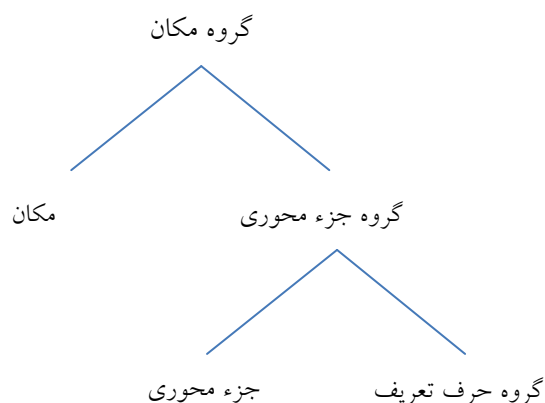 گروه مکان
گروه جزء محوری
مکان
گروه حرف تعریف
جزء محوری